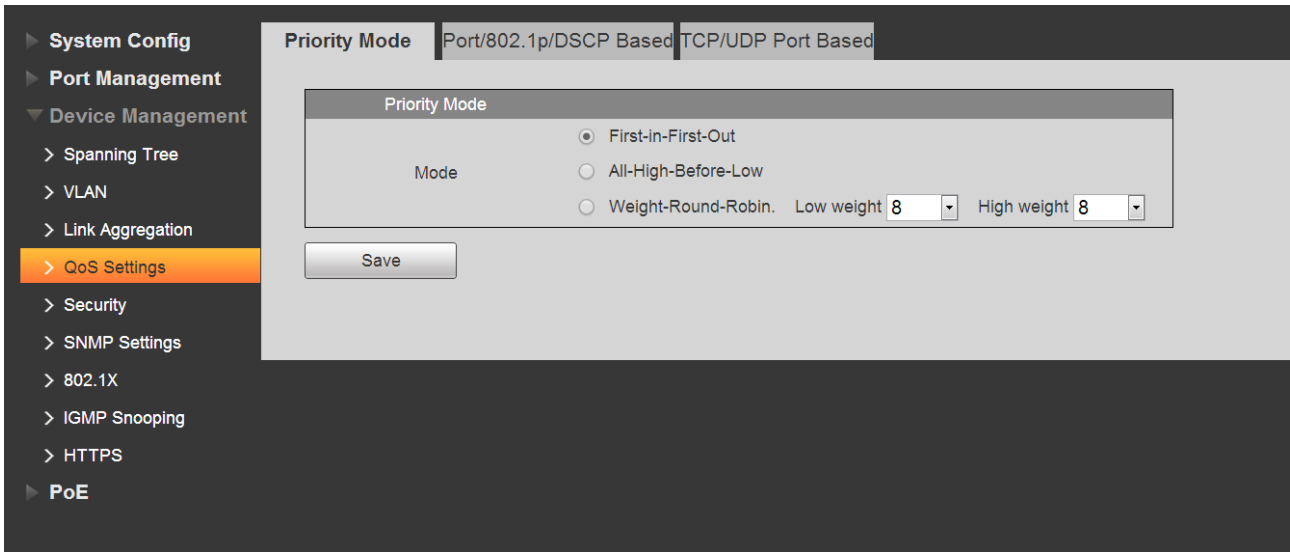 System Config
Port Management
Device Management
Spanning Tree
VLAN
Link Aggregation
QoS Settings
Security
SNMP Settings
802.1X
IGMP Snooping
HTTPS
PoE
Priority Mode Port/802.1p/DSCP Based TCP/UDP Port Based
Priority Mode
Mode
First-in-First-Out
All-High-Before-Low
Weight-Round-Robin. Low weight 8 High weight 8
Save